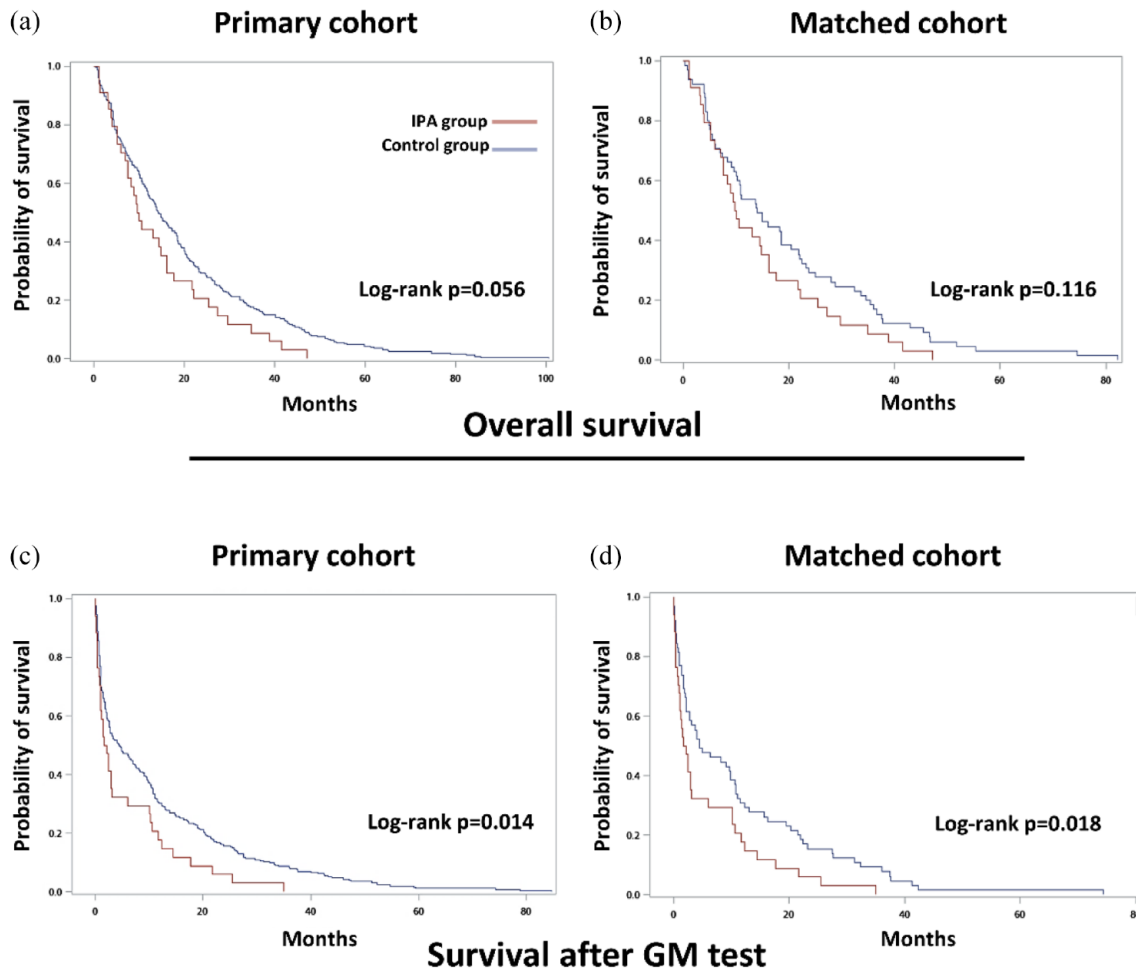 (a)
Primary cohort
(b)
Matched cohort
Probability of survival
1.0
0.8
0.6
0.4
0.2
0.0
IPA group
Control group
Log-rank p=0.056
0 20 40 60 80 100
Months
Probability of survival
1.0
0.8
0.6
0.4
0.2
0.0
Log-rank p=0.116
0 20 40 60 80
Months
Overall survival
(c)
Primary cohort
(d)
Matched cohort
Probability of survival
1.0
0.8
0.6
0.4
0.2
0.0
Log-rank p=0.014
0 20 40 60 80
Months
Probability of survival
1.0
0.8
0.6
0.4
0.2
0.0
Log-rank p=0.018
0 20 40 60 80
Months
Survival after GM test